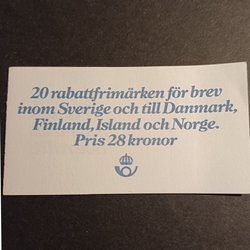 20 rabattfrimärken för brev
inom Sverige och till Danmark,
Finland, Island och Norge.
Pris 28 kronor